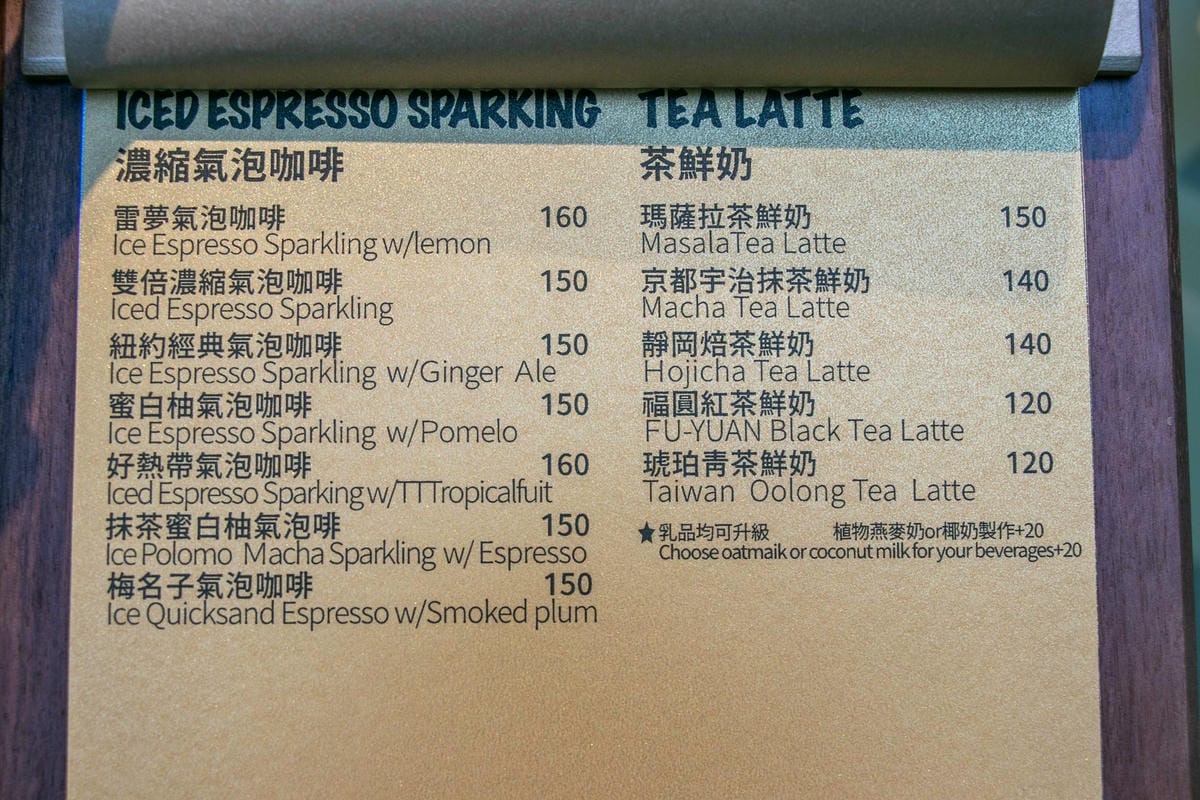 ICED ESPRESSO SPARKING
濃縮氣泡咖啡
雷夢氣泡咖啡 160
Ice Espresso Sparkling w/lemon
雙倍濃縮氣泡咖啡 150
Iced Espresso Sparkling
紐約經典氣泡咖啡 150
Ice Espresso Sparkling w/Ginger Ale
蜜白柚氣泡咖啡 150
Ice Espresso Sparkling w/Pomelo
好熱帶氣泡咖啡 160
Iced Espresso Sparking w/TTTropicalfuit
抹茶蜜白柚氣泡啡 150
Ice Polomo Macha Sparkling w/ Espresso
梅名子氣泡咖啡 150
Ice Quicksand Espresso w/Smoked plum
TEA LATTE
茶鮮奶
瑪薩拉茶鮮奶 150
MasalaTea Latte
京都宇治抹茶鮮奶 140
Macha Tea Latte
靜岡焙茶鮮奶 140
Hojicha Tea Latte
福圓紅茶鮮奶 120
FU-YUAN Black Tea Latte
琥珀青茶鮮奶 120
Taiwan Oolong Tea Latte
★乳品均可升級 植物燕麥奶or椰奶製作+20
Choose oatmaik or coconut milk for your beverages+20